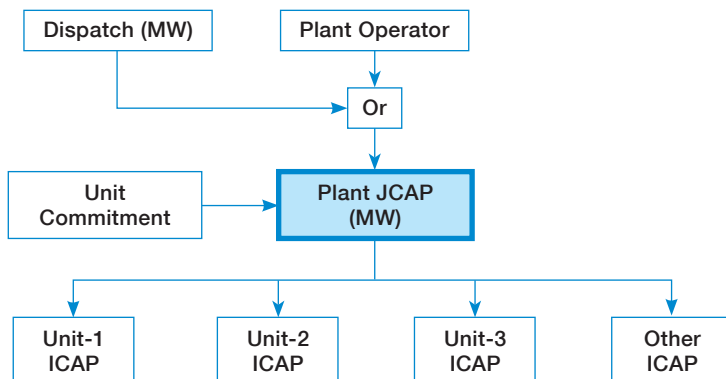 Dispatch (MW)
Plant Operator
Or
Unit
Commitment
Plant JCAP
(MW)
Unit-1
ICAP
Unit-2
ICAP
Unit-3
ICAP
Other
ICAP